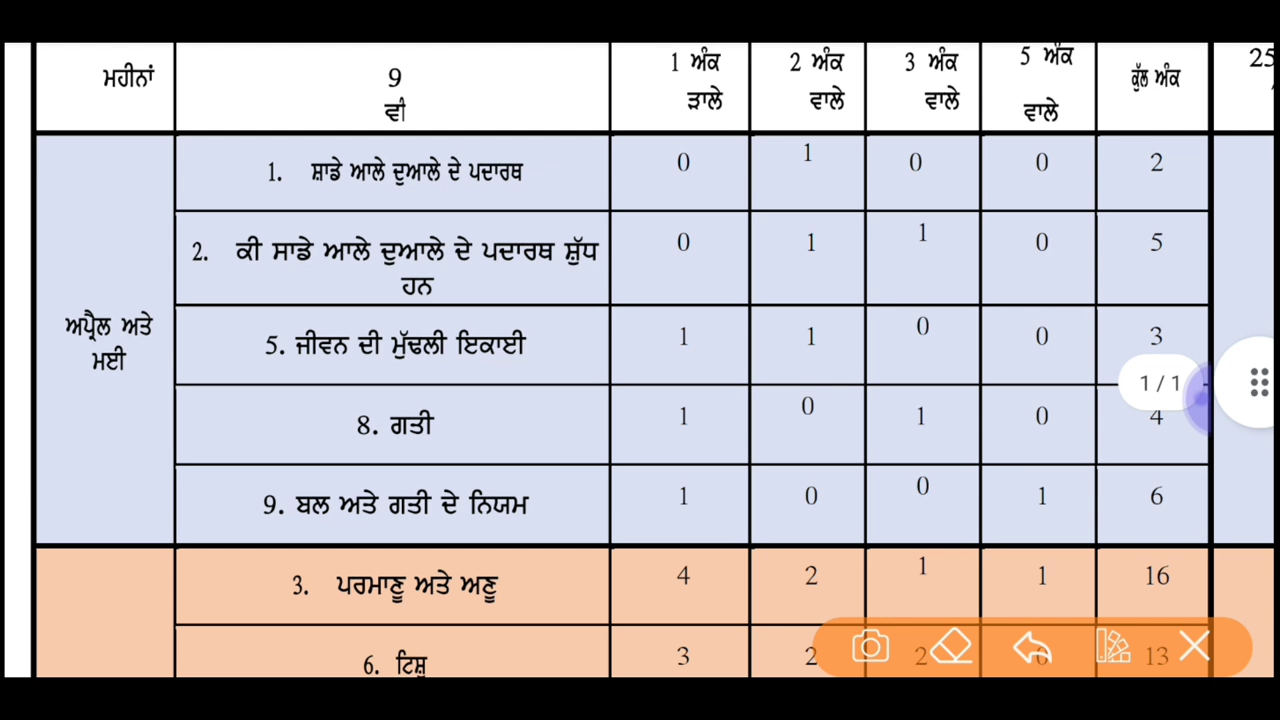 ਮਹੀਨਾਂ 9 1 ਅੰਕ 2 ਅੰਕ 3 ਅੰਕ 5 ਅੰਕ ਕੁੱਲ ਅੰਕ 25
ਵੀਂ ੜਾਲੇ ਵਾਲੇ ਵਾਲੇ ਵਾਲੇ
1. ਸ਼ਾਡੇ ਆਲੇ ਦੁਆਲੇ ਦੇ ਪਦਾਰਥ 0 1 0 0 2
2. ਕੀ ਸਾਡੇ ਆਲੇ ਦੁਆਲੇ ਦੇ ਪਦਾਰਥ ਸ਼ੁੱਧ 0 1 1 0 5
ਹਨ
ਅਪ੍ਰੈਲ ਅਤੇ
ਮਈ
5. ਜੀਵਨ ਦੀ ਮੁੱਢਲੀ ਇਕਾਈ 1 1 0 0 3
1 / 1
8. ਗਤੀ 1 0 1 0 4
9. ਬਲ ਅਤੇ ਗਤੀ ਦੇ ਨਿਯਮ 1 0 0 1 6
3. ਪਰਮਾਣੂ ਅਤੇ ਅਣੂ 4 2 1 1 16
6. ਟਿਸ਼ੂ 3 2 2 0 13